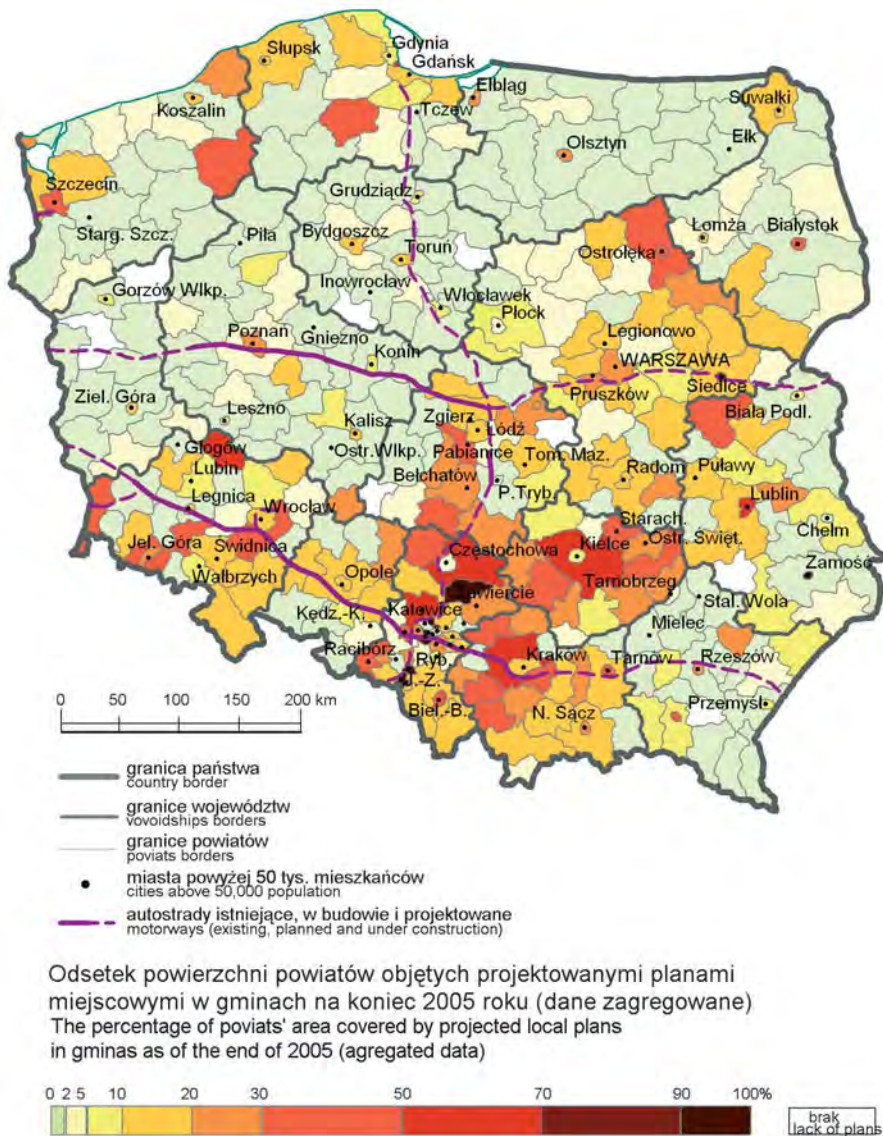 Słupsk
Gdynia
Gdańsk
Koszalin
Tczew
Elbląg
Suwałki
Olsztyn
Ełk
Szczecin
Starg. Szcz.
Piła
Grudziądz
Bydgoszcz
Toruń
Ostrołęka
Łomża
Białystok
Gorzów Wlkp.
Inowrocław
Włocławek
Płock
Poznań
Gniezno
Konin
Legionowo
WARSZAWA
Siedlce
Pruszków
Biała Podl.
Ziel. Góra
Leszno
Kalisz
Zgierz
Łódź
Głogów
Ostr.Wlkp.
Pabianice
Lubin
Bełchatów
Tom. Maz.
Radom
Puławy
Legnica
P.Tryb.
Lublin
Wrocław
Starach.
Chełm
Jel. Góra
Świdnica
Częstochowa
Kielce
Ostr. Święt.
Wałbrzych
Opole
Zamość
Tarnobrzeg
Kędz.-K.
Katowice
Stal. Wola
Mielec
Racibórz
Ryb.
Kraków
Tarnów
Rzeszów
J.-Z.
Biel.-B.
N. Sącz
Przemyśl
0 50 100 150 200 km
granica państwa
country border
granice województw
vovoidships borders
granice powiatów
poviats borders
miasta powyżej 50 tys. mieszkańców
cities above 50,000 population
autostrady istniejące, w budowie i projektowane
motorways (existing, planned and under construction)
Odsetek powierzchni powiatów objętych projektowanymi planami
miejscowymi w gminach na koniec 2005 roku (dane zagregowane)
The percentage of poviats' area covered by projected local plans
in gminas as of the end of 2005 (agregated data)
0 2 5 10 20 30 50 70 90 100%
brak
lack of plans